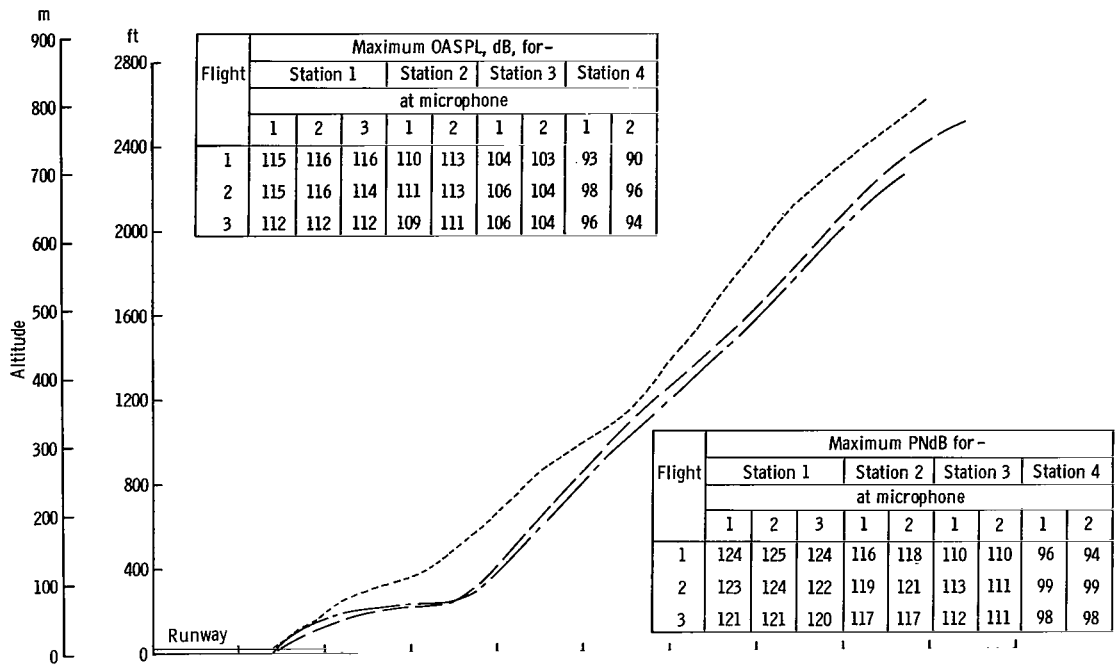 m
ft
900
800
700
600
500
400
300
200
100
0
Altitude
2800
2400
2000
1600
1200
800
400
0
Runway
Maximum OASPL, dB, for-
Flight
Station 1 Station 2 Station 3 Station 4
at microphone
1 2 3 1 2 1 2 1 2
1 115 116 116 110 113 104 103 93 90
2 115 116 114 111 113 106 104 98 96
3 112 112 112 109 111 106 104 96 94
Maximum PNdB for-
Flight
Station 1 Station 2 Station 3 Station 4
at microphone
1 2 3 1 2 1 2 1 2
1 124 125 124 116 118 110 110 96 94
2 123 124 122 119 121 113 111 99 99
3 121 121 120 117 117 112 111 98 98